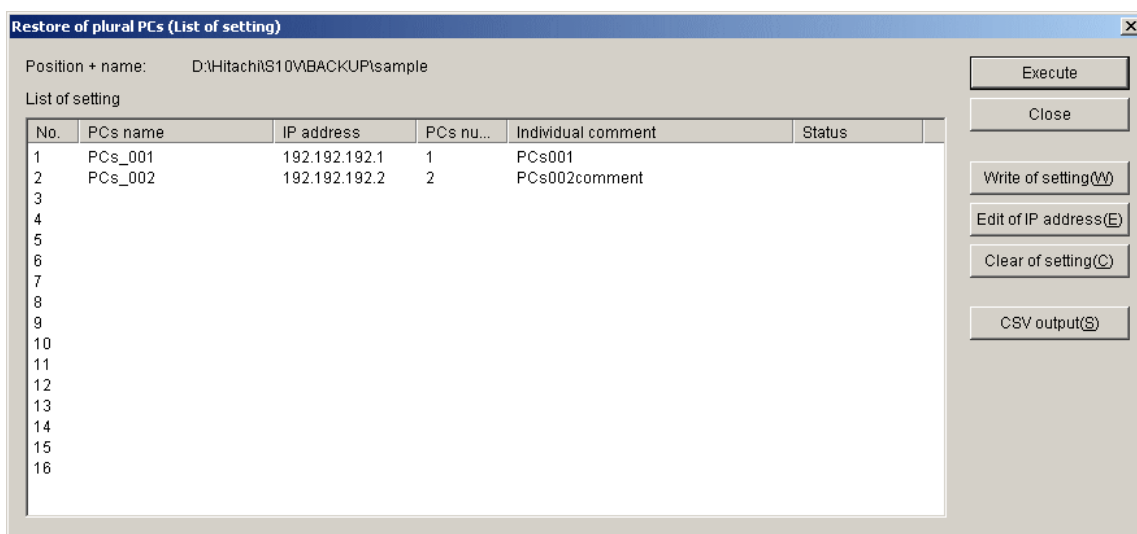 Restore of plural PCs (List of setting)
Position + name: D:\Hitachi\S10V\BACKUP\sample
Execute
List of setting
Close
No. PCs name IP address PCs nu... Individual comment Status
1 PCs_001 192.192.192.1 1 PCs001
2 PCs_002 192.192.192.2 2 PCs002comment
Write of setting(W)
3
4
Edit of IP address(E)
5
6
Clear of setting(C)
7
8
9
CSV output(S)
10
11
12
13
14
15
16